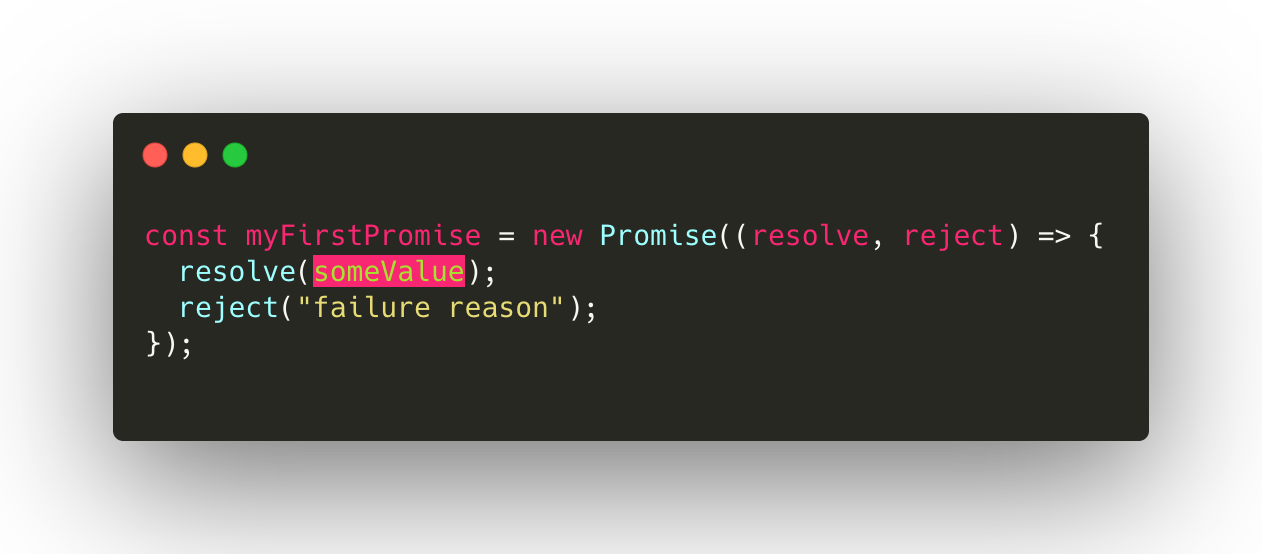 const myFirstPromise = new Promise((resolve, reject) => {
  resolve(someValue);
  reject("failure reason");
});